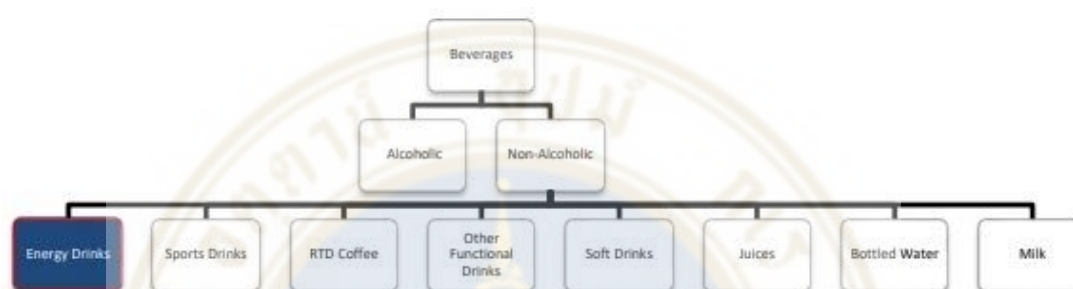 Beverages
Alcoholic
Non-Alcoholic
Energy Drinks
Sports Drinks
RTD Coffee
Other
Functional
Drinks
Soft Drinks
Juices
Bottled Water
Milk